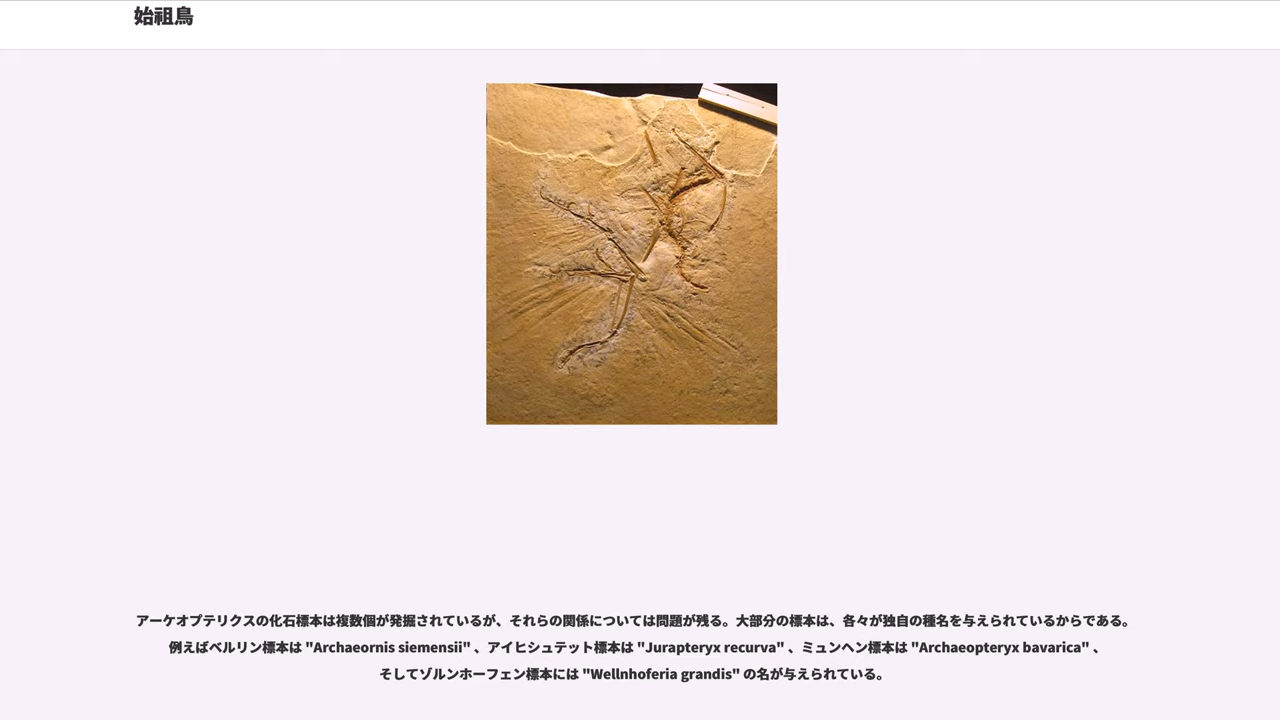 始祖鳥
アーケオプテリクスの化石標本は複数個が発掘されているが、それらの関係については問題が残る。大部分の標本は、各々が独自の種名を与えられているからである。
例えばベルリン標本は "Archaeornis siemensii" 、アイヒシュテット標本は "Jurapteryx recurva" 、ミュンヘン標本は "Archaeopteryx bavarica" 、
そしてゾルンホーフェン標本には "Wellnhoferia grandis" の名が与えられている。